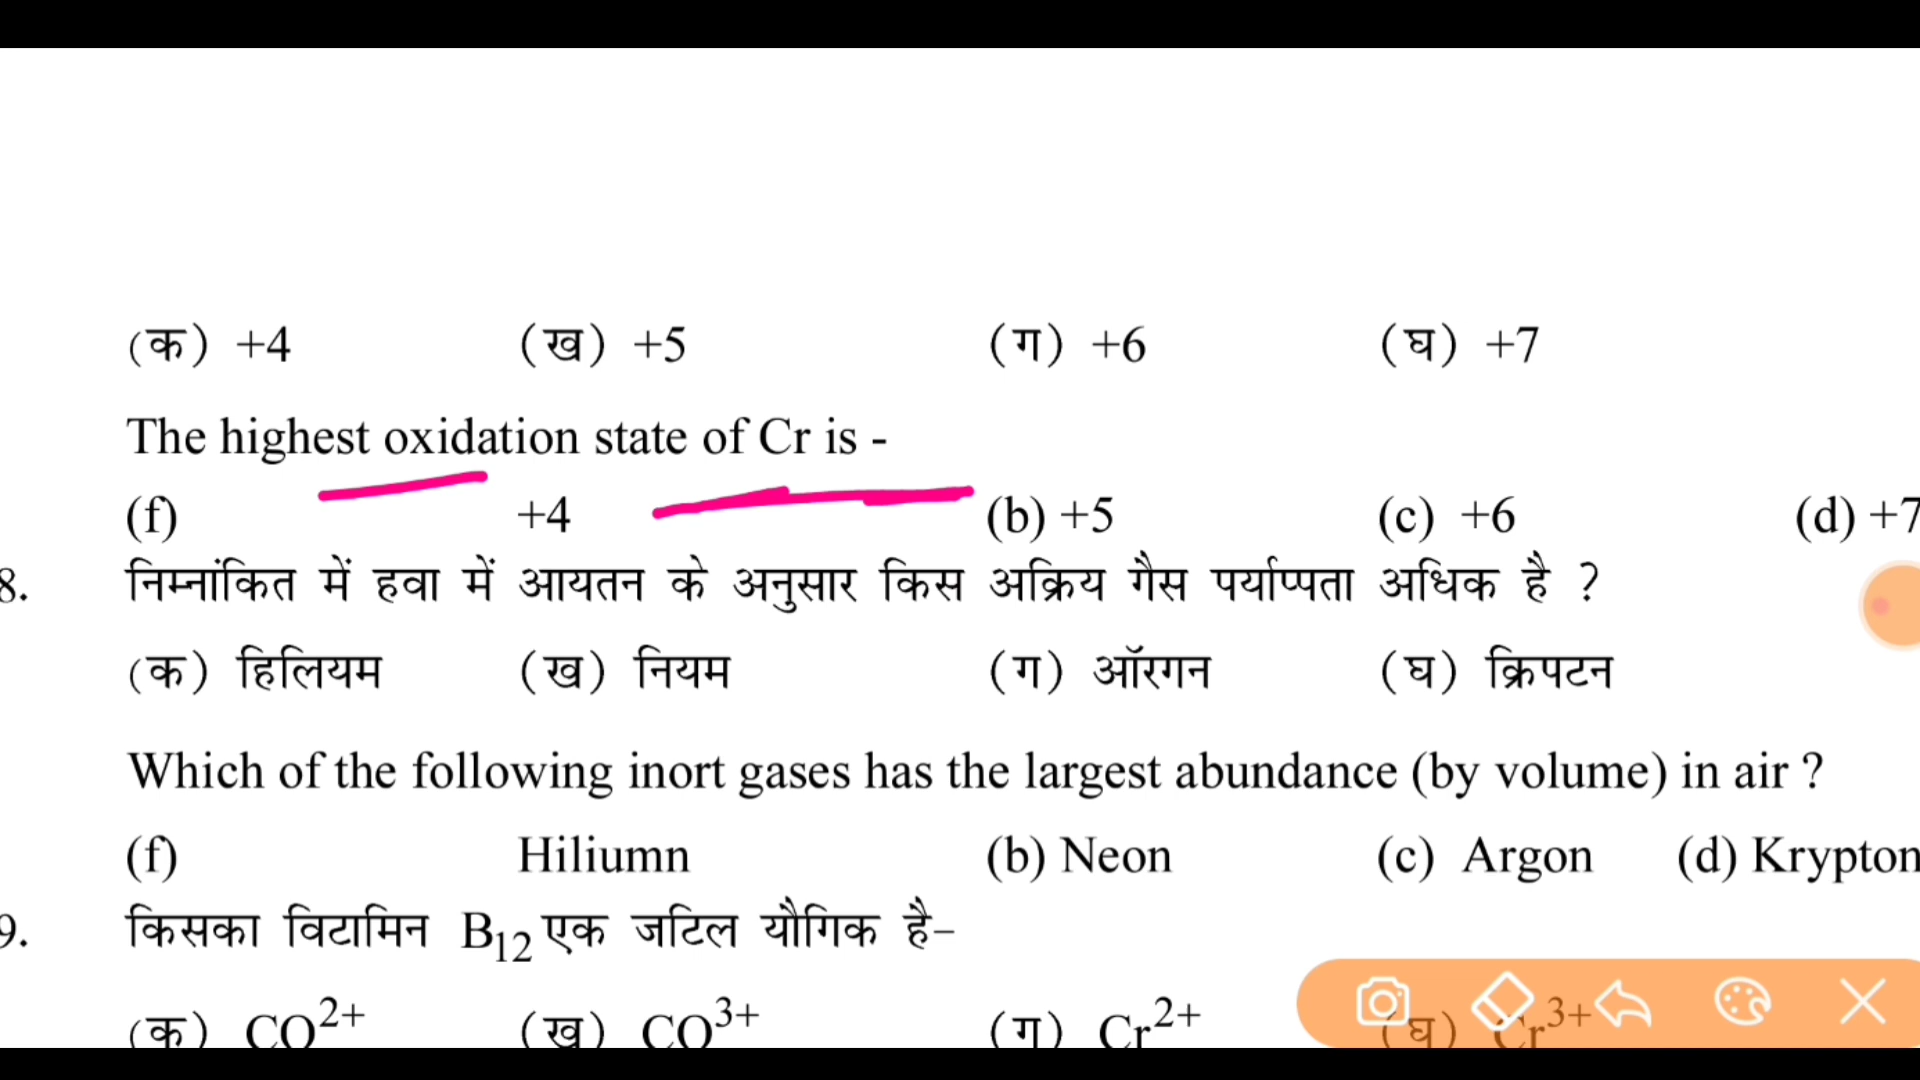 (क) +4 (ख) +5 (ग) +6 (घ) +7
The highest oxidation state of Cr is -
(f) +4 (b) +5 (c) +6 (d) +7
8. निम्नांकित में हवा में आयतन के अनुसार किस अक्रिय गैस पर्याप्पता अधिक है ?
(क) हिलियम (ख) नियम (ग) ऑरगन (घ) क्रिपटन
Which of the following inort gases has the largest abundance (by volume) in air ?
(f) Hiliumn (b) Neon (c) Argon (d) Krypton
9. किसका विटामिन B₁₂ एक जटिल यौगिक है–
(क) CO²⁺ (ख) CO³⁺ (ग) Cr²⁺ (घ) Cr³⁺